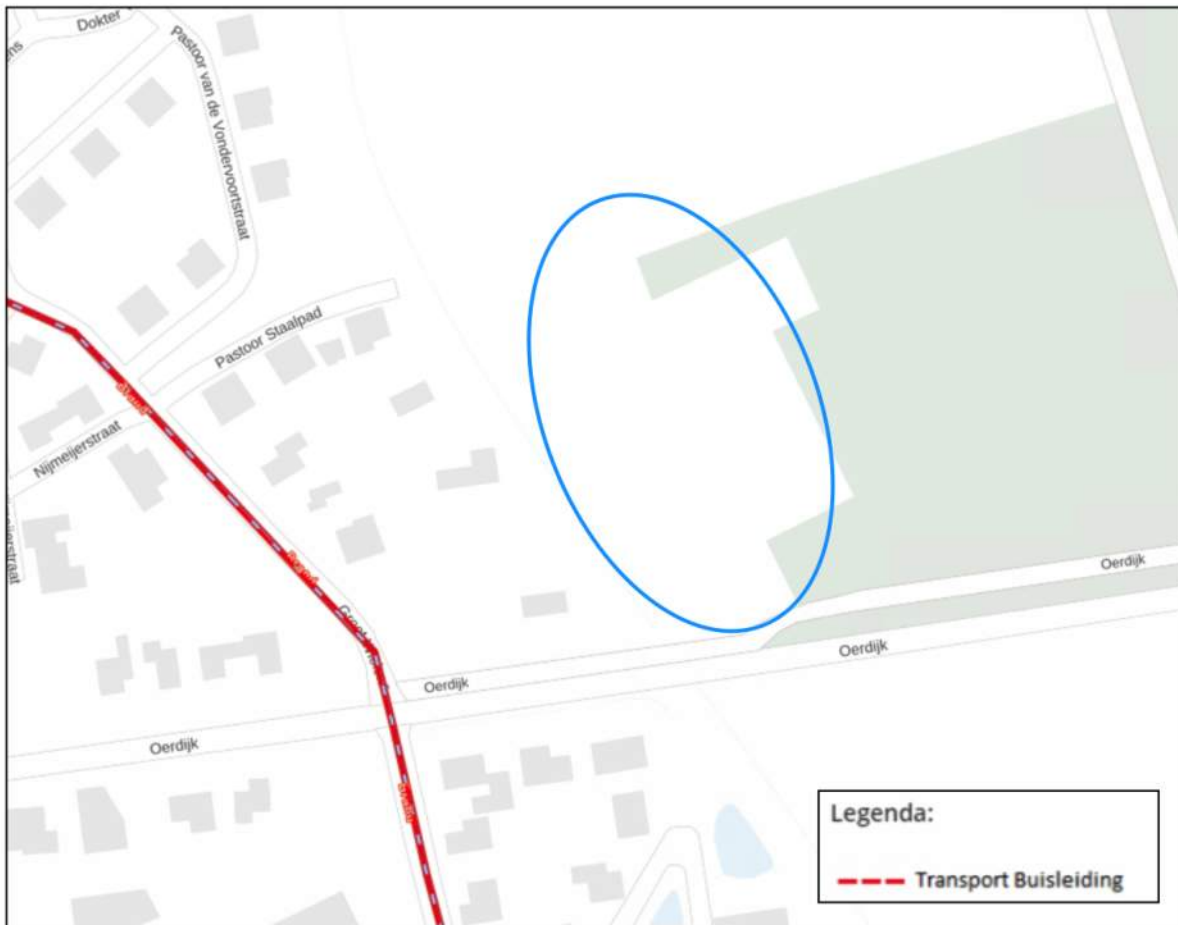 Dokter
Pastoor van de Vondervoortstraat
Pastoor Staalpad
Nijmeijerstraat
Oerdijk
Oerdijk
Oerdijk
Oerdijk
Legenda:
Transport Buisleiding